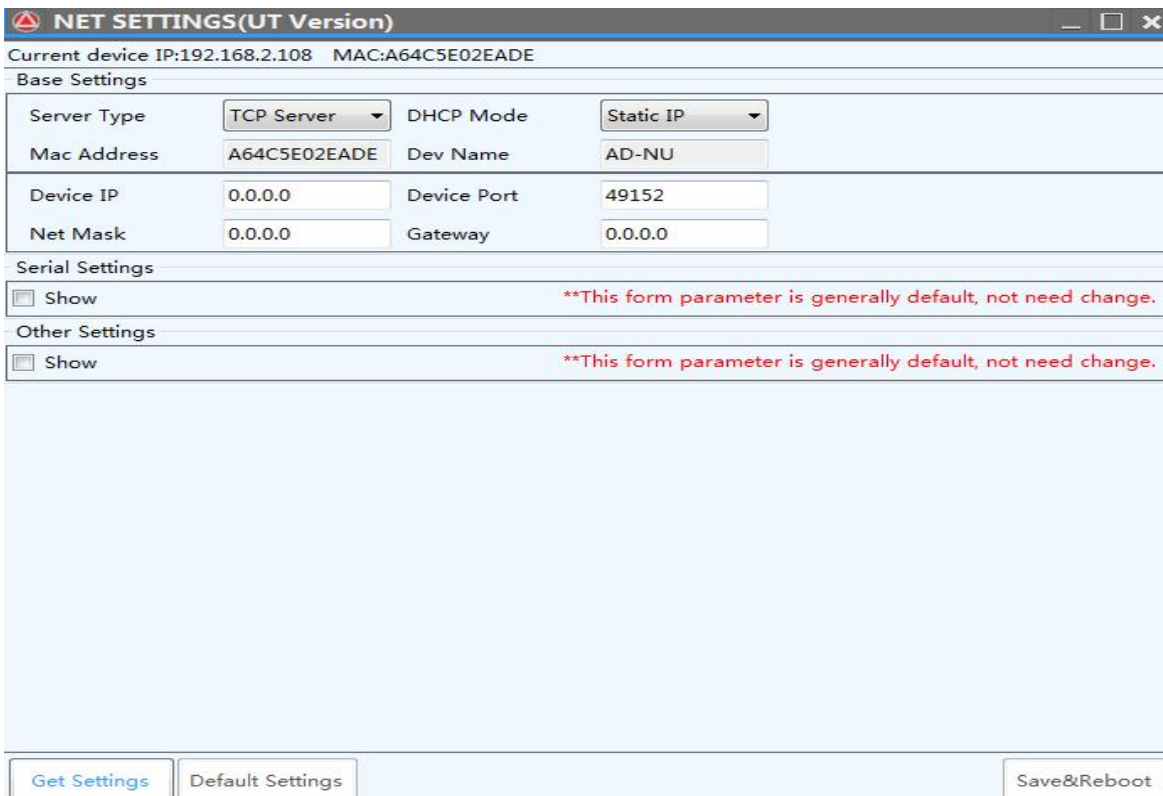 NET SETTINGS(UT Version)
Current device IP:192.168.2.108 MAC:A64C5E02EADE
Base Settings
Server Type TCP Server DHCP Mode Static IP
Mac Address A64C5E02EADE Dev Name AD-NU
Device IP 0.0.0.0 Device Port 49152
Net Mask 0.0.0.0 Gateway 0.0.0.0
Serial Settings
Show **This form parameter is generally default, not need change.
Other Settings
Show **This form parameter is generally default, not need change.
Get Settings Default Settings Save&Reboot